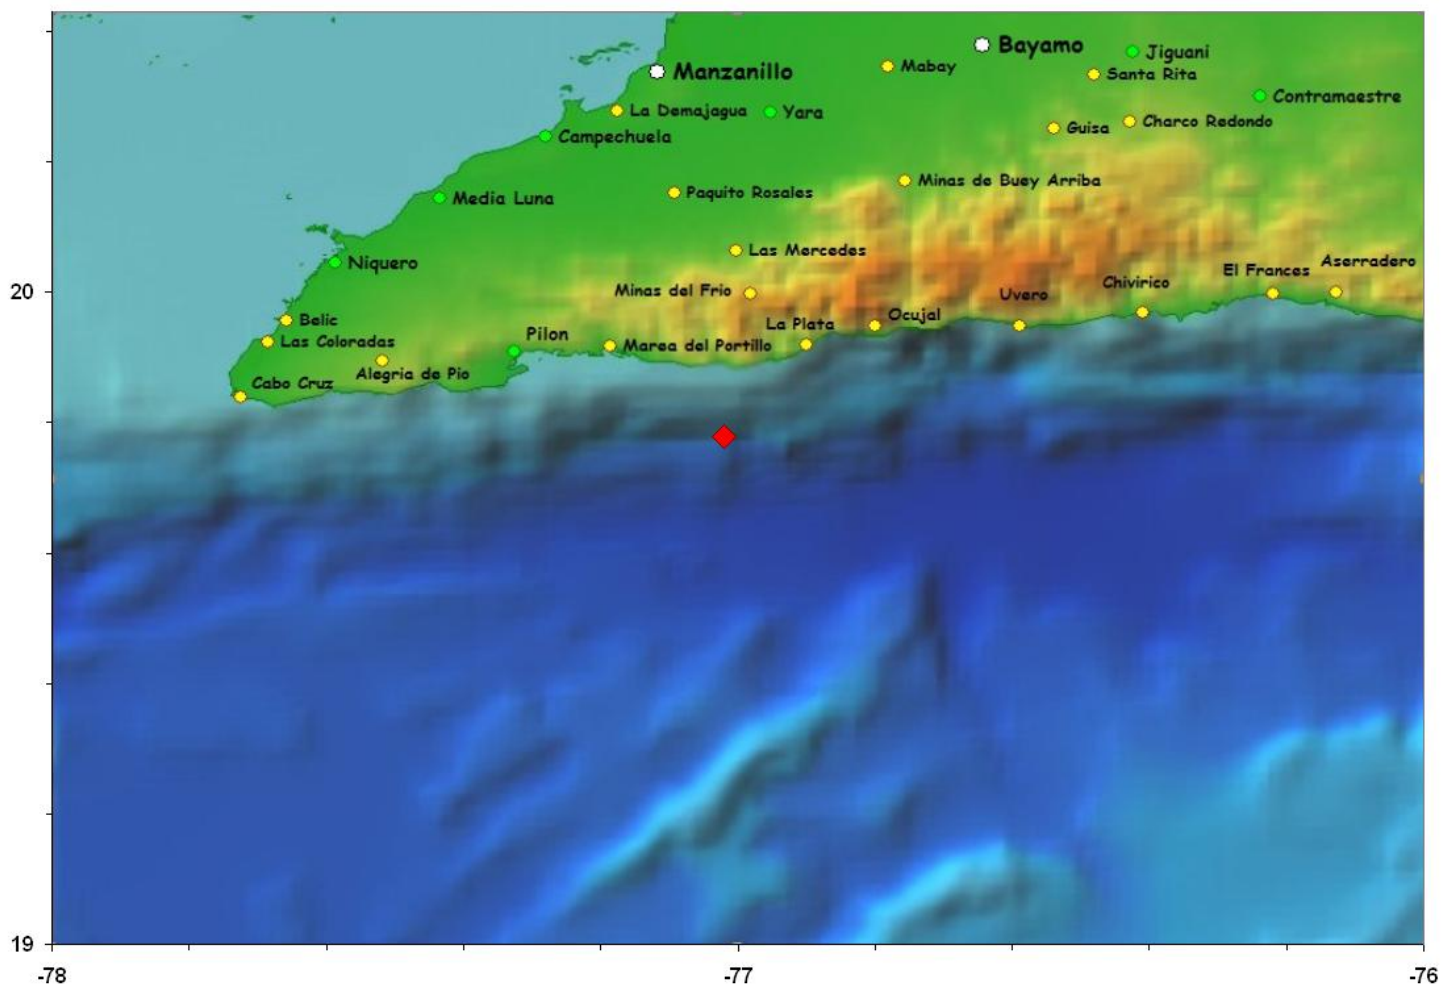 Bayamo
Jiguani
Mabay
Manzanillo
Santa Rita
Contramaestre
La Demajagua
Yara
Charco Redondo
Guisa
Campechuela
Minas de Buey Arriba
Paquito Rosales
Media Luna
Las Mercedes
Niquero
Aserradero
El Frances
Chivirico
20
Minas del Frio
Uvero
Ocujal
Belic
La Plata
Pilon
Las Coloradas
Marea del Portillo
Alegria de Pio
Cabo Cruz
19
-78
-77
-76